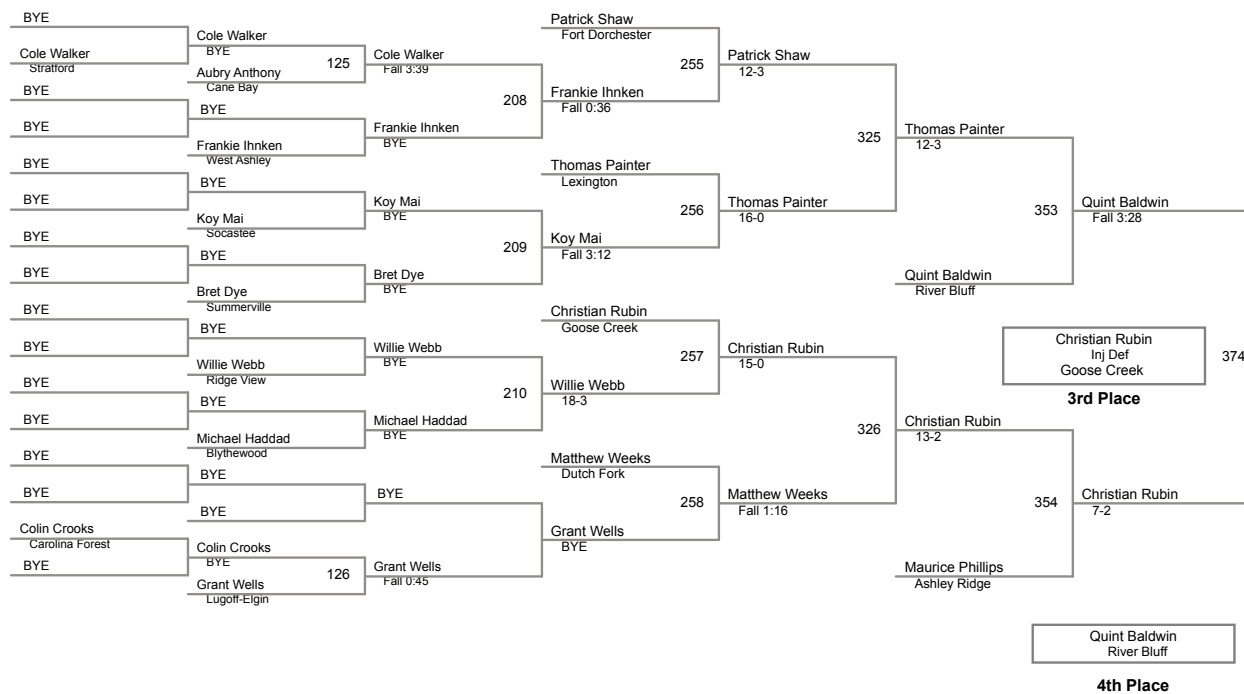 BYE
Cole Walker
Stratford
BYE
BYE
BYE
BYE
BYE
BYE
BYE
BYE
BYE
BYE
BYE
BYE
Colin Crooks
Carolina Forest
BYE
Cole Walker
BYE
Aubry Anthony
Cane Bay
125
BYE
Frankie Ihnken
West Ashley
BYE
Koy Mai
Socastee
BYE
Bret Dye
Summerville
BYE
Willie Webb
Ridge View
BYE
Michael Haddad
Blythewood
BYE
BYE
Colin Crooks
BYE
Grant Wells
Lugoff-Elgin
126
Cole Walker
Fall 3:39
Frankie Ihnken
BYE
208
Koy Mai
BYE
Bret Dye
BYE
209
Willie Webb
BYE
Michael Haddad
BYE
210
BYE
Grant Wells
Fall 0:45
Patrick Shaw
Fort Dorchester
Frankie Ihnken
Fall 0:36
255
Thomas Painter
Lexington
Koy Mai
Fall 3:12
256
Christian Rubin
Goose Creek
Willie Webb
18-3
257
Matthew Weeks
Dutch Fork
Grant Wells
BYE
258
Patrick Shaw
12-3
Thomas Painter
16-0
325
Christian Rubin
15-0
Matthew Weeks
Fall 1:16
326
Thomas Painter
12-3
Quint Baldwin
River Bluff
353
Christian Rubin
13-2
Maurice Phillips
Ashley Ridge
354
Quint Baldwin
Fall 3:28
Christian Rubin
7-2
Christian Rubin
Inj Def
Goose Creek
374
3rd Place
Quint Baldwin
River Bluff
4th Place